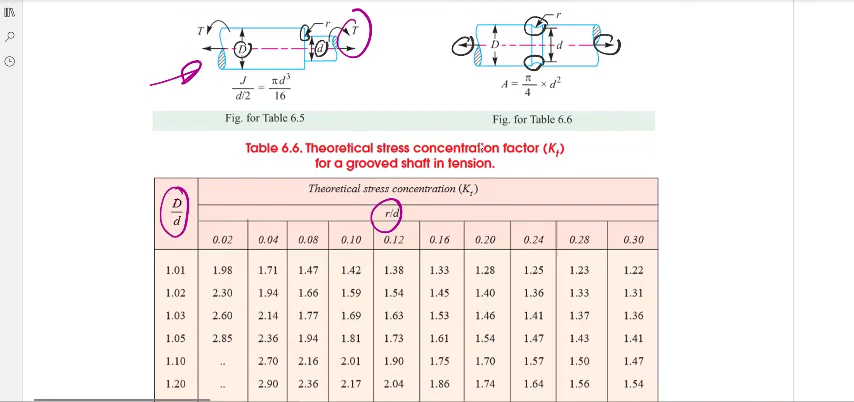 T D r d T
r D d
J/(d/2) = πd³/16
A = π/4 × d²
Fig. for Table 6.5
Fig. for Table 6.6
Table 6.6. Theoretical stress concentration factor (Kt)
for a grooved shaft in tension.
D/d
Theoretical stress concentration (Kt)
r/d
0.02 0.04 0.08 0.10 0.12 0.16 0.20 0.24 0.28 0.30
1.01 1.98 1.71 1.47 1.42 1.38 1.33 1.28 1.25 1.23 1.22
1.02 2.30 1.94 1.66 1.59 1.54 1.45 1.40 1.36 1.33 1.31
1.03 2.60 2.14 1.77 1.69 1.63 1.53 1.46 1.41 1.37 1.36
1.05 2.85 2.36 1.94 1.81 1.73 1.61 1.54 1.47 1.43 1.41
1.10 .. 2.70 2.16 2.01 1.90 1.75 1.70 1.57 1.50 1.47
1.20 .. 2.90 2.36 2.17 2.04 1.86 1.74 1.64 1.56 1.54